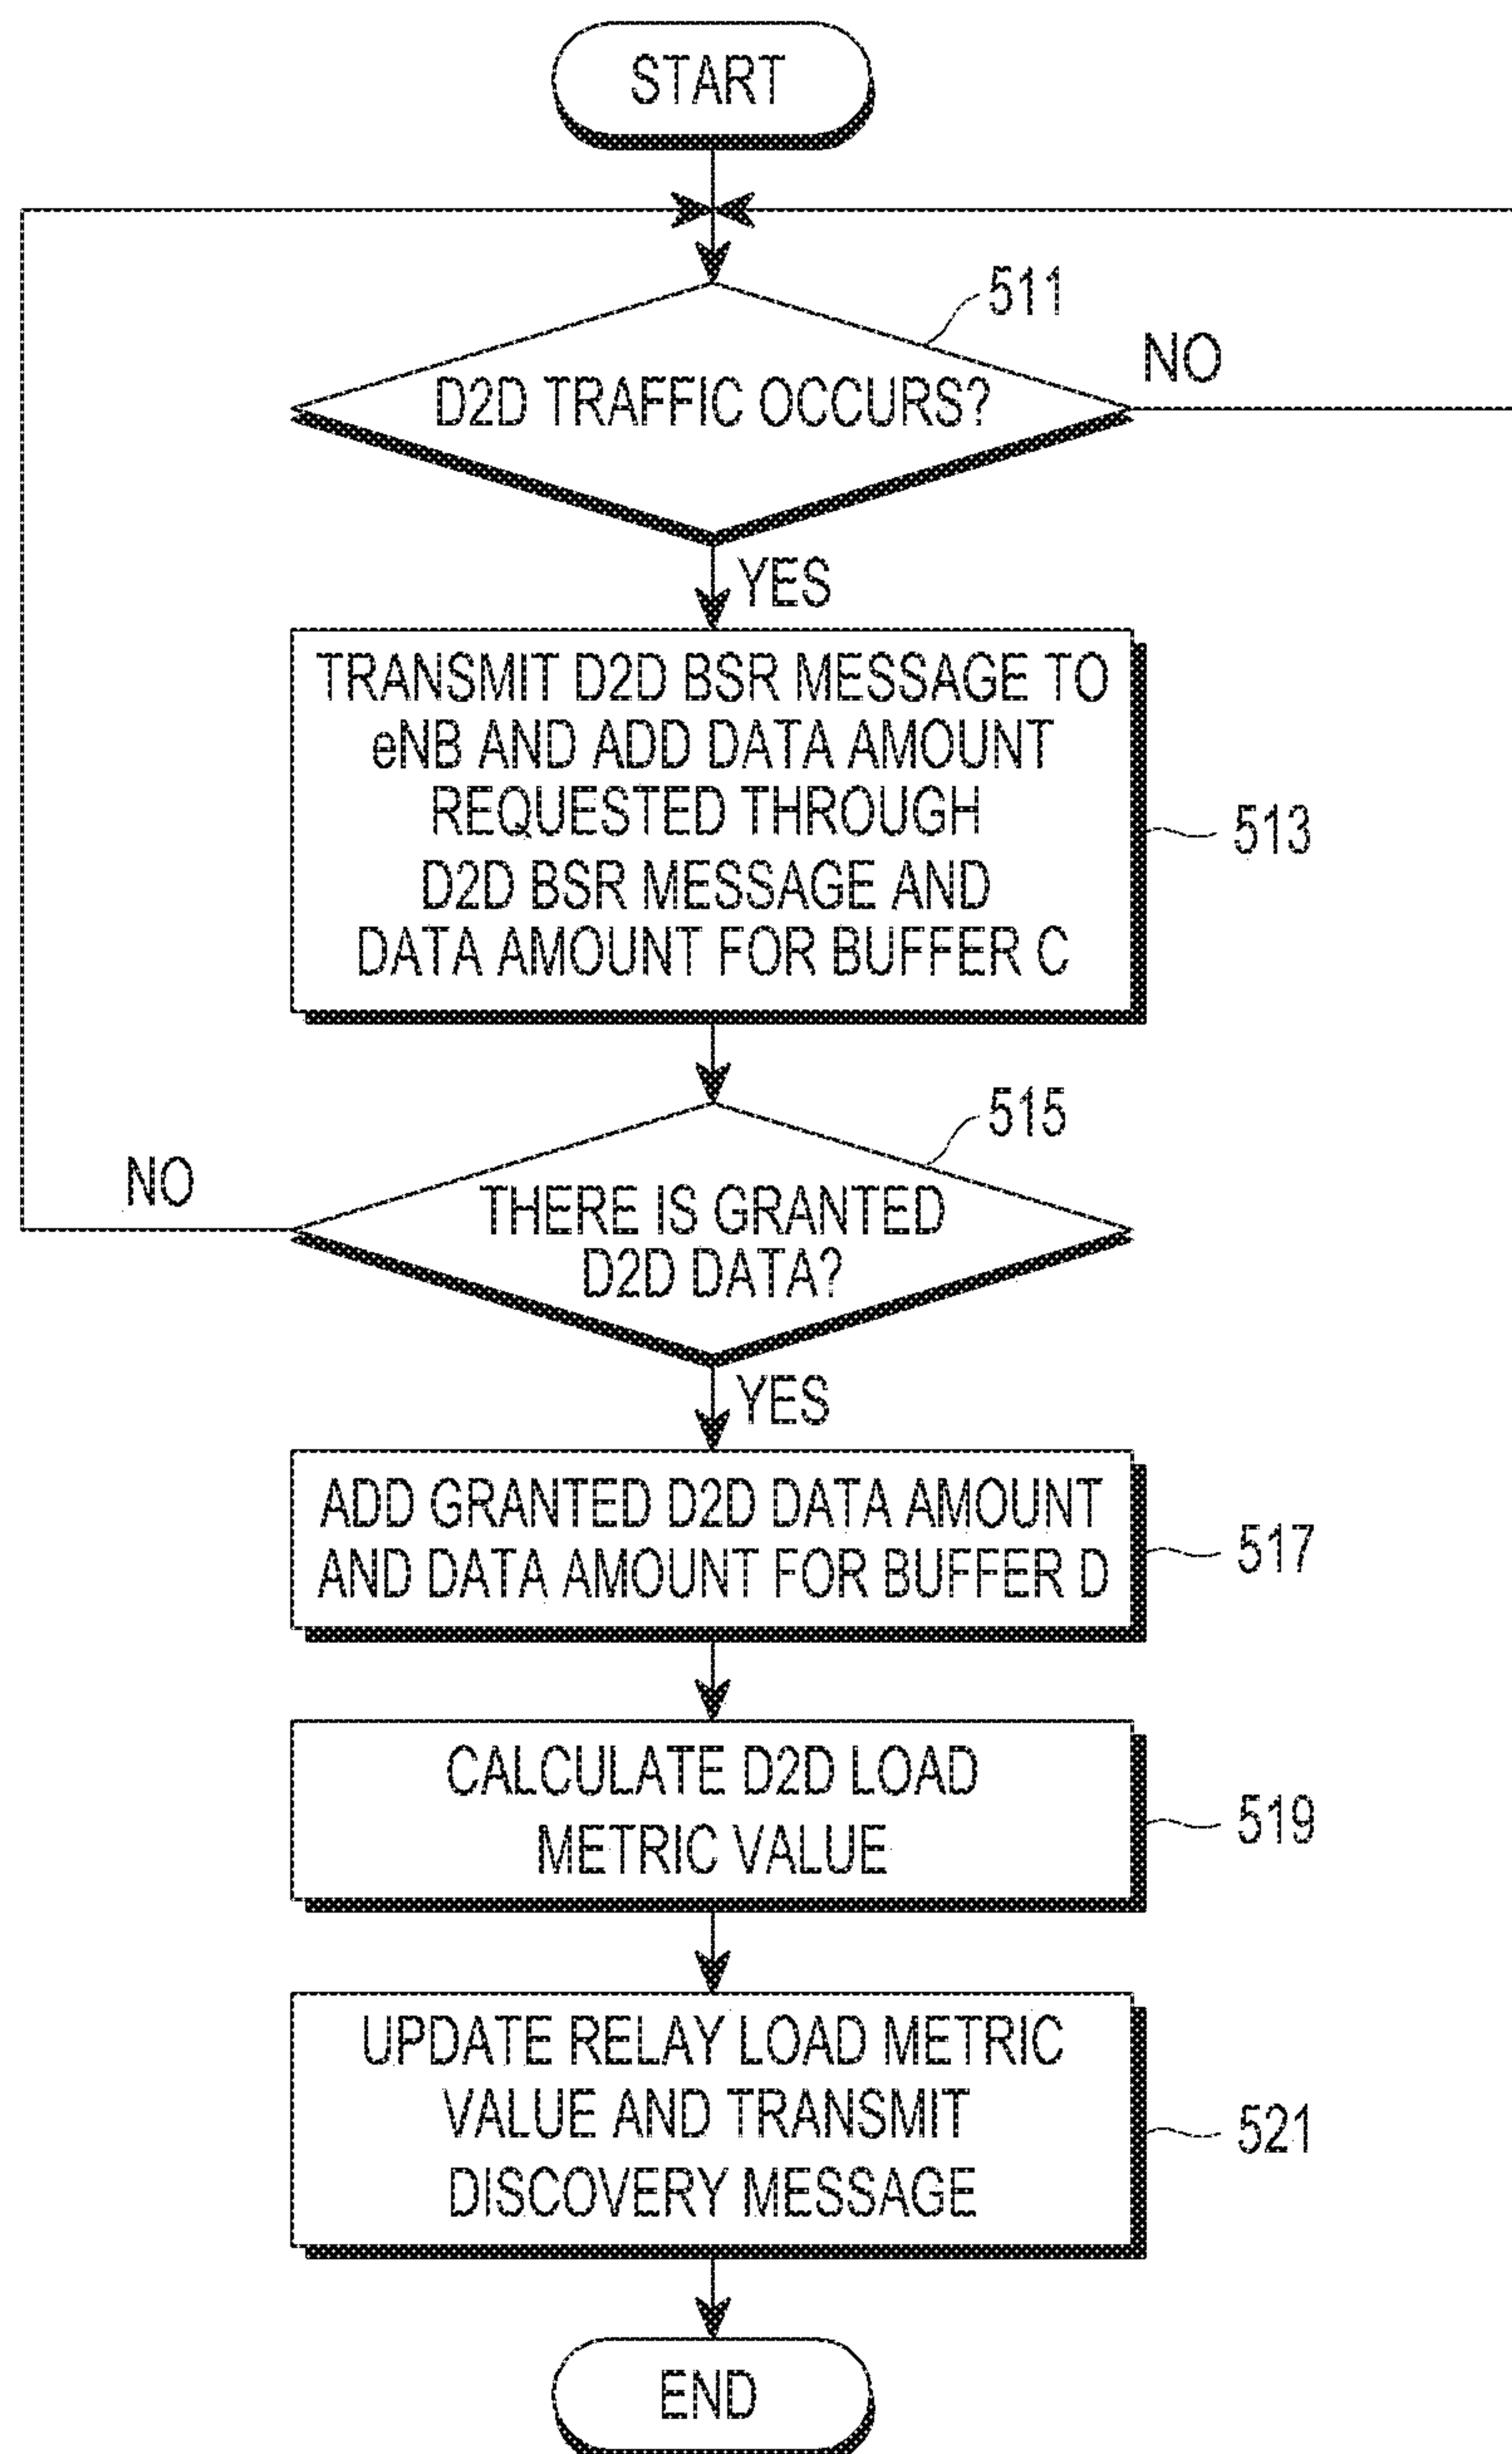 START
511
D2D TRAFFIC OCCURS?
NO
YES
TRANSMIT D2D BSR MESSAGE TO
eNB AND ADD DATA AMOUNT
REQUESTED THROUGH
D2D BSR MESSAGE AND
DATA AMOUNT FOR BUFFER C
513
515
NO
THERE IS GRANTED
D2D DATA?
YES
ADD GRANTED D2D DATA AMOUNT
AND DATA AMOUNT FOR BUFFER D
517
CALCULATE D2D LOAD
METRIC VALUE
519
UPDATE RELAY LOAD METRIC
VALUE AND TRANSMIT
DISCOVERY MESSAGE
521
END